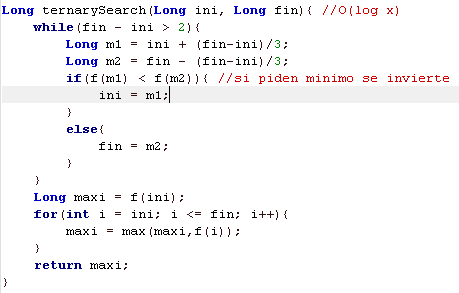 Long ternarySearch(Long ini, Long fin){ //O(log x)
    while(fin - ini > 2){
        Long m1 = ini + (fin-ini)/3;
        Long m2 = fin - (fin-ini)/3;
        if(f(m1) < f(m2)){ //si piden minimo se invierte
            ini = m1;
        }
        else{
            fin = m2;
        }
    }
    Long maxi = f(ini);
    for(int i = ini; i <= fin; i++){
        maxi = max(maxi,f(i));
    }
    return maxi;
}